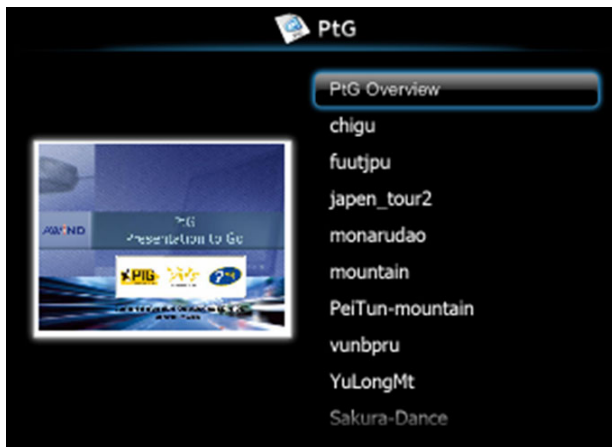 PtG
PtG Overview
chigu
fuutjpu
japen_tour2
monarudao
mountain
PeiTun-mountain
vunbpru
YuLongMt
Sakura-Dance
AWIND
PtG
Presentation to Go
PtG